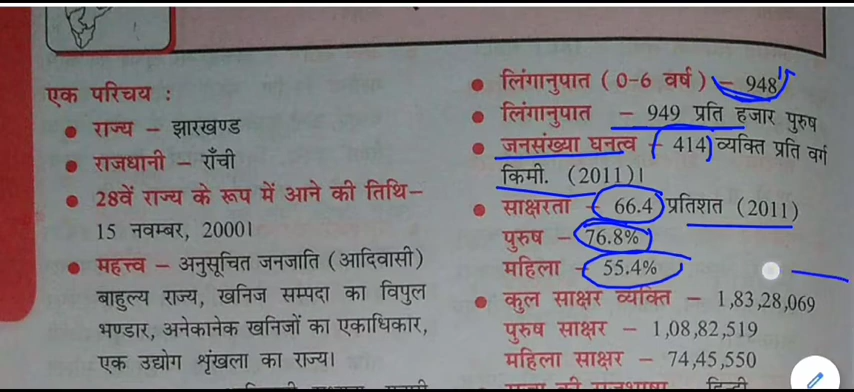 एक परिचय :
राज्य – झारखण्ड
राजधानी – राँची
28वें राज्य के रूप में आने की तिथि–
15 नवम्बर, 2000।
महत्त्व – अनुसूचित जनजाति (आदिवासी)
बाहुल्य राज्य, खनिज सम्पदा का विपुल
भण्डार, अनेकानेक खनिजों का एकाधिकार,
एक उद्योग शृंखला का राज्य।
लिंगानुपात (0–6 वर्ष) – 948
लिंगानुपात – 949 प्रति हजार पुरुष
जनसंख्या घनत्व – 414 व्यक्ति प्रति वर्ग
किमी. (2011)।
साक्षरता – 66.4 प्रतिशत (2011)
पुरुष – 76.8%
महिला – 55.4%
कुल साक्षर व्यक्ति – 1,83,28,069
पुरुष साक्षर – 1,08,82,519
महिला साक्षर – 74,45,550